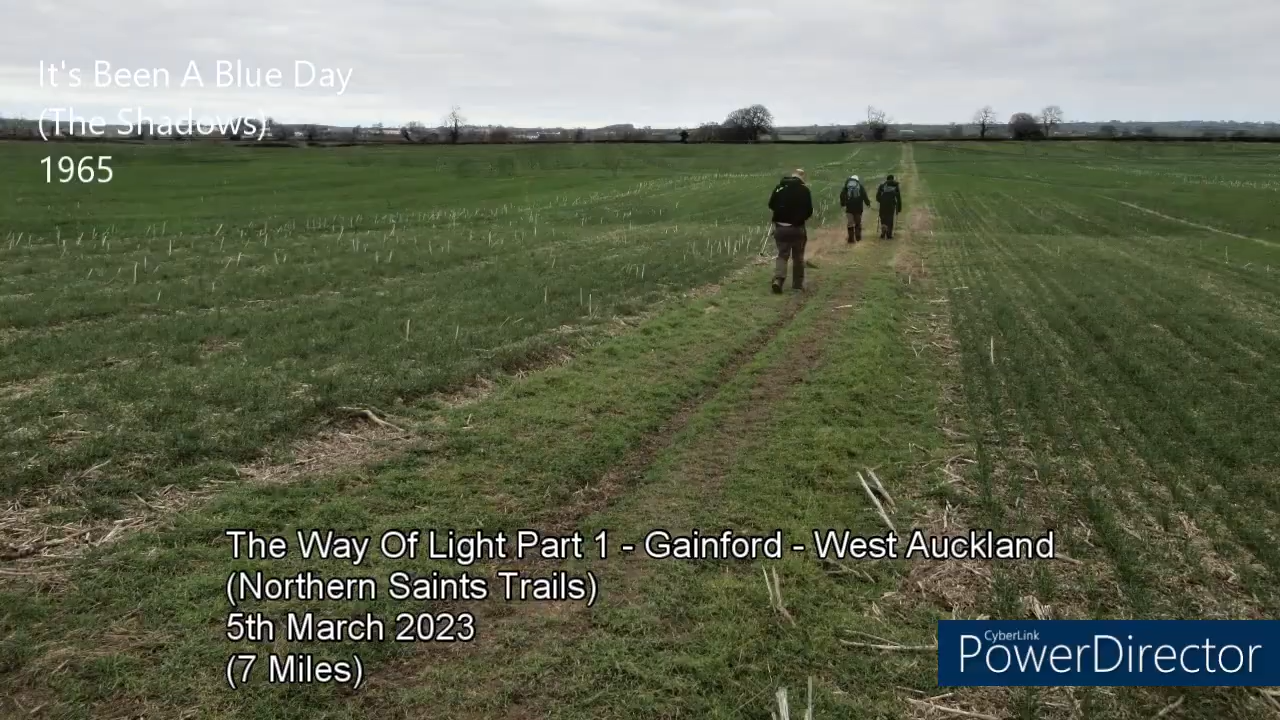 It's Been A Blue Day
(The Shadows)
1965
The Way Of Light Part 1 - Gainford - West Auckland
(Northern Saints Trails)
5th March 2023
(7 Miles)
CyberLink
PowerDirector